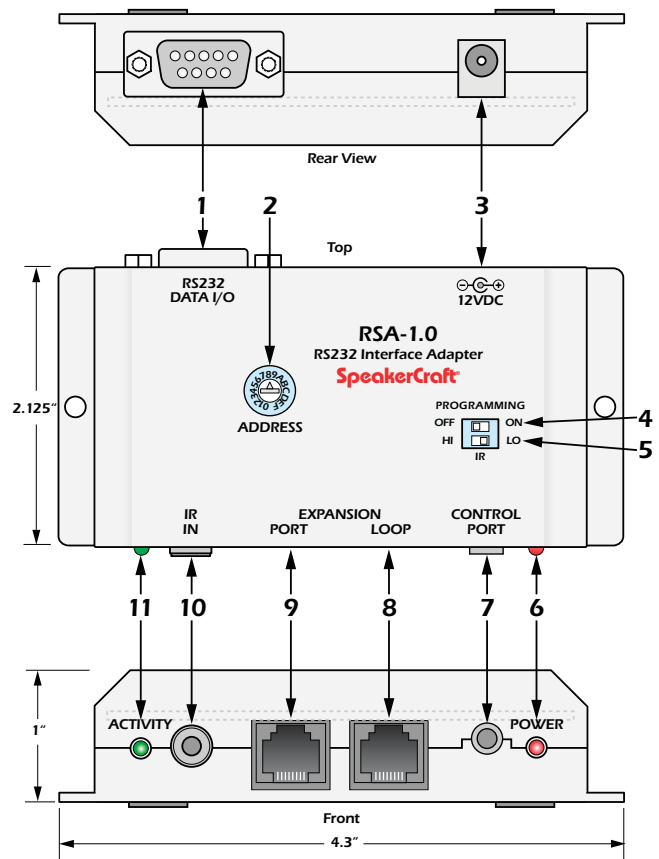 Rear View
1
2
3
Top
RS232
DATA I/O
12VDC
RSA-1.0
RS232 Interface Adapter
SpeakerCraft®
0123456789ABCDEF
ADDRESS
PROGRAMMING
OFF ON
HI LO
IR
4
5
2.125"
IR
IN
EXPANSION
PORT LOOP
CONTROL
PORT
11
10
9
8
7
6
1"
ACTIVITY
POWER
Front
4.3"